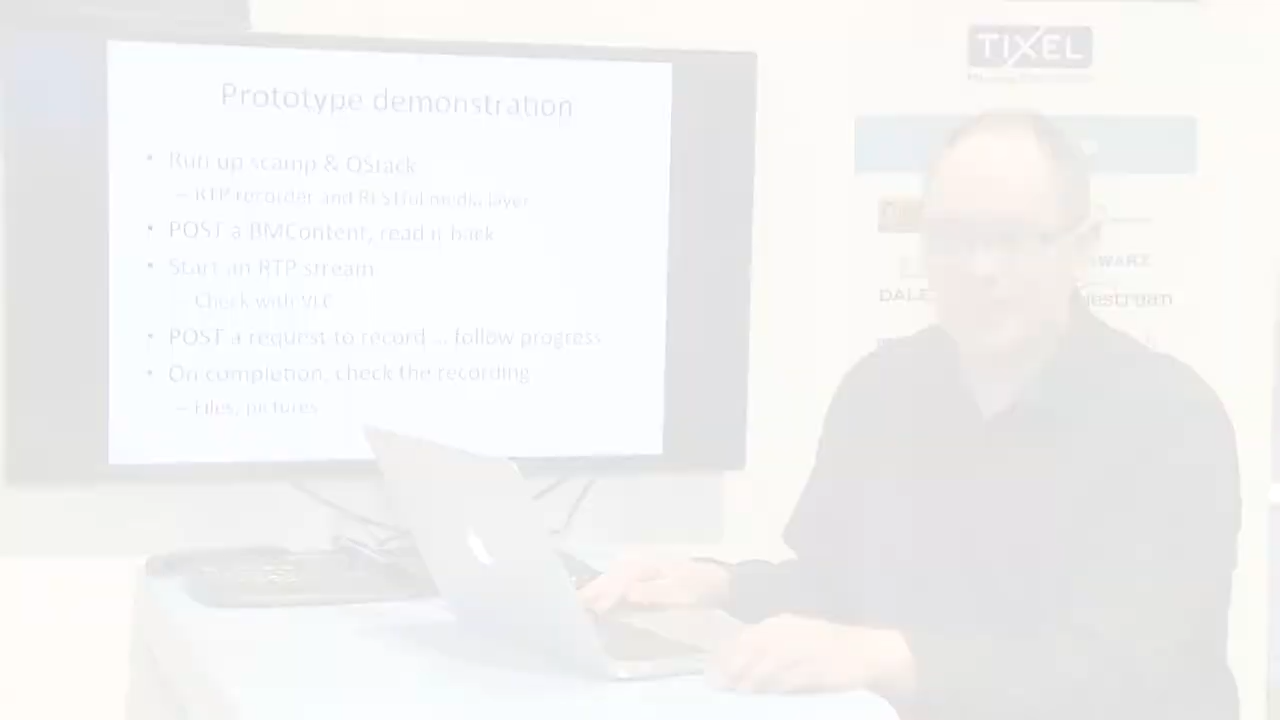 Prototype demonstration
• Run up scamp & OStack
– RTP recorder and RESTful media layer
• POST a BMContent, read it back
• Start an RTP stream
– Check with VLC
• POST a request to record … follow progress
• On completion, check the recording
– Files, pictures
TIXEL